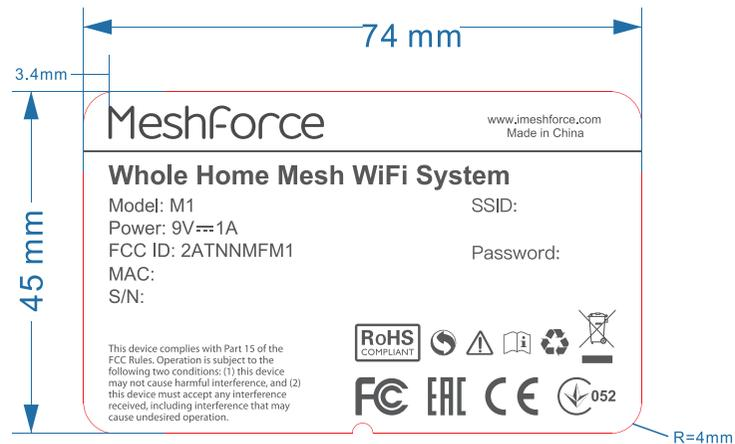 74 mm
3.4mm
MeshForce
www.imeshforce.com
Made in China
45 mm
Whole Home Mesh WiFi System
Model: M1
SSID:
Power: 9V⎓1A
FCC ID: 2ATNNMFM1
Password:
MAC:
S/N:
RoHS
COMPLIANT
This device complies with Part 15 of the
FCC Rules. Operation is subject to the
following two conditions: (1) this device
may not cause harmful interference, and (2)
this device must accept any interference
received, including interference that may
cause undesired operation.
FC EAC CE 052
R=4mm